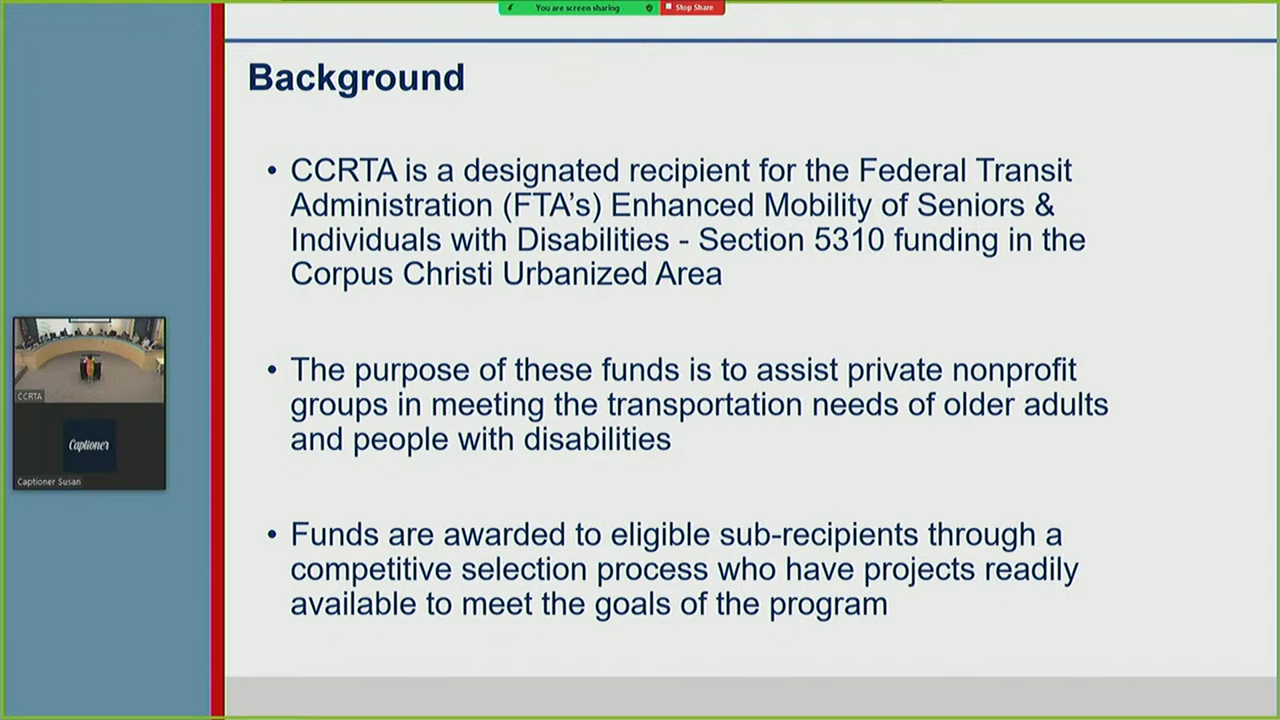 You are screen sharing
Stop Share
Background
• CCRTA is a designated recipient for the Federal Transit
Administration (FTA's) Enhanced Mobility of Seniors &
Individuals with Disabilities - Section 5310 funding in the
Corpus Christi Urbanized Area
• The purpose of these funds is to assist private nonprofit
groups in meeting the transportation needs of older adults
and people with disabilities
• Funds are awarded to eligible sub-recipients through a
competitive selection process who have projects readily
available to meet the goals of the program
CCRTA
Captioner
Captioner Susan